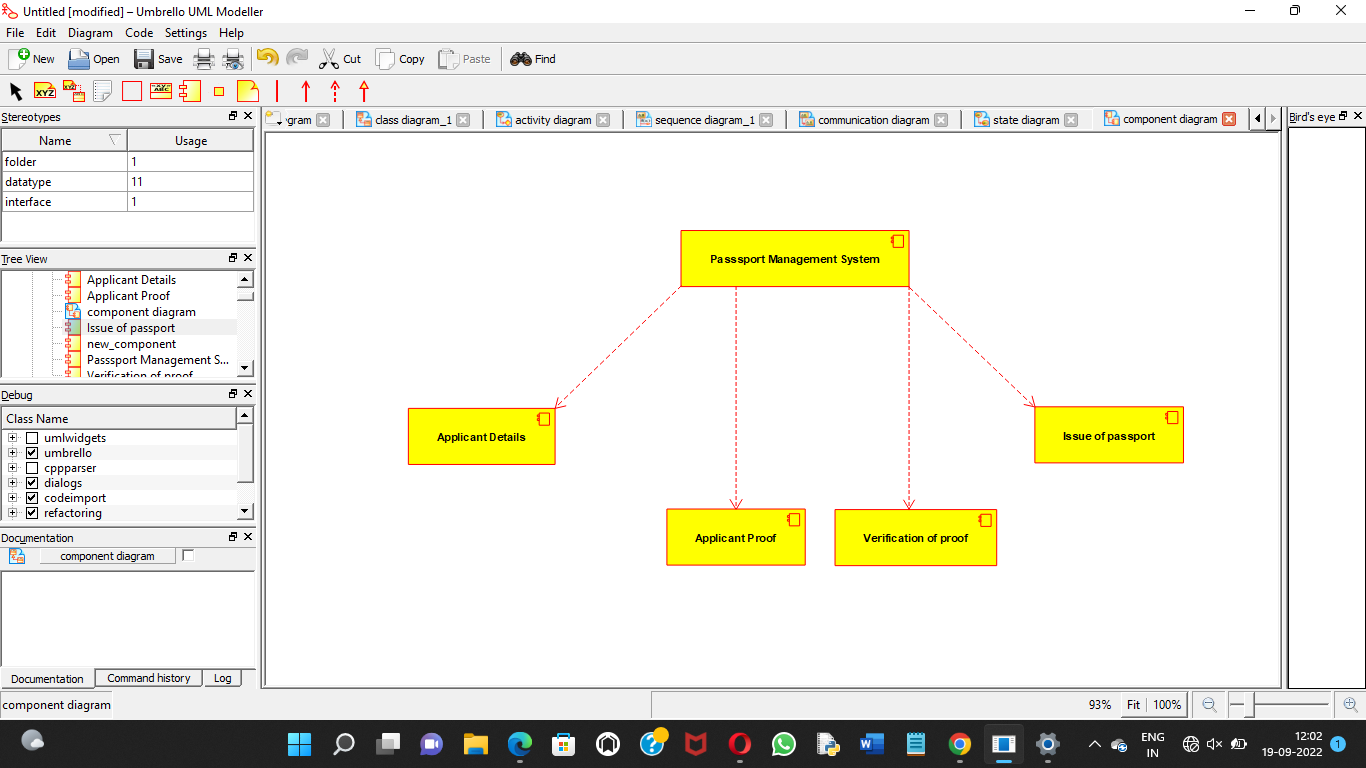 Untitled [modified] – Umbrello UML Modeller
File Edit Diagram Code Settings Help
New Open Save Cut Copy Paste Find
XYZ
Stereotypes
Name Usage
folder 1
datatype 11
interface 1
Tree View
Applicant Details
Applicant Proof
component diagram
Issue of passport
new_component
Passsport Management S...
Verification of proof
Debug
Class Name
umlwidgets
umbrello
cppparser
dialogs
codeimport
refactoring
Documentation
component diagram
Documentation Command history Log
component diagram
gram class diagram_1 activity diagram sequence diagram_1 communication diagram state diagram component diagram
Passsport Management System
Applicant Details
Issue of passport
Applicant Proof
Verification of proof
Bird's eye
93% Fit 100%
ENG
IN
12:02
19-09-2022
1